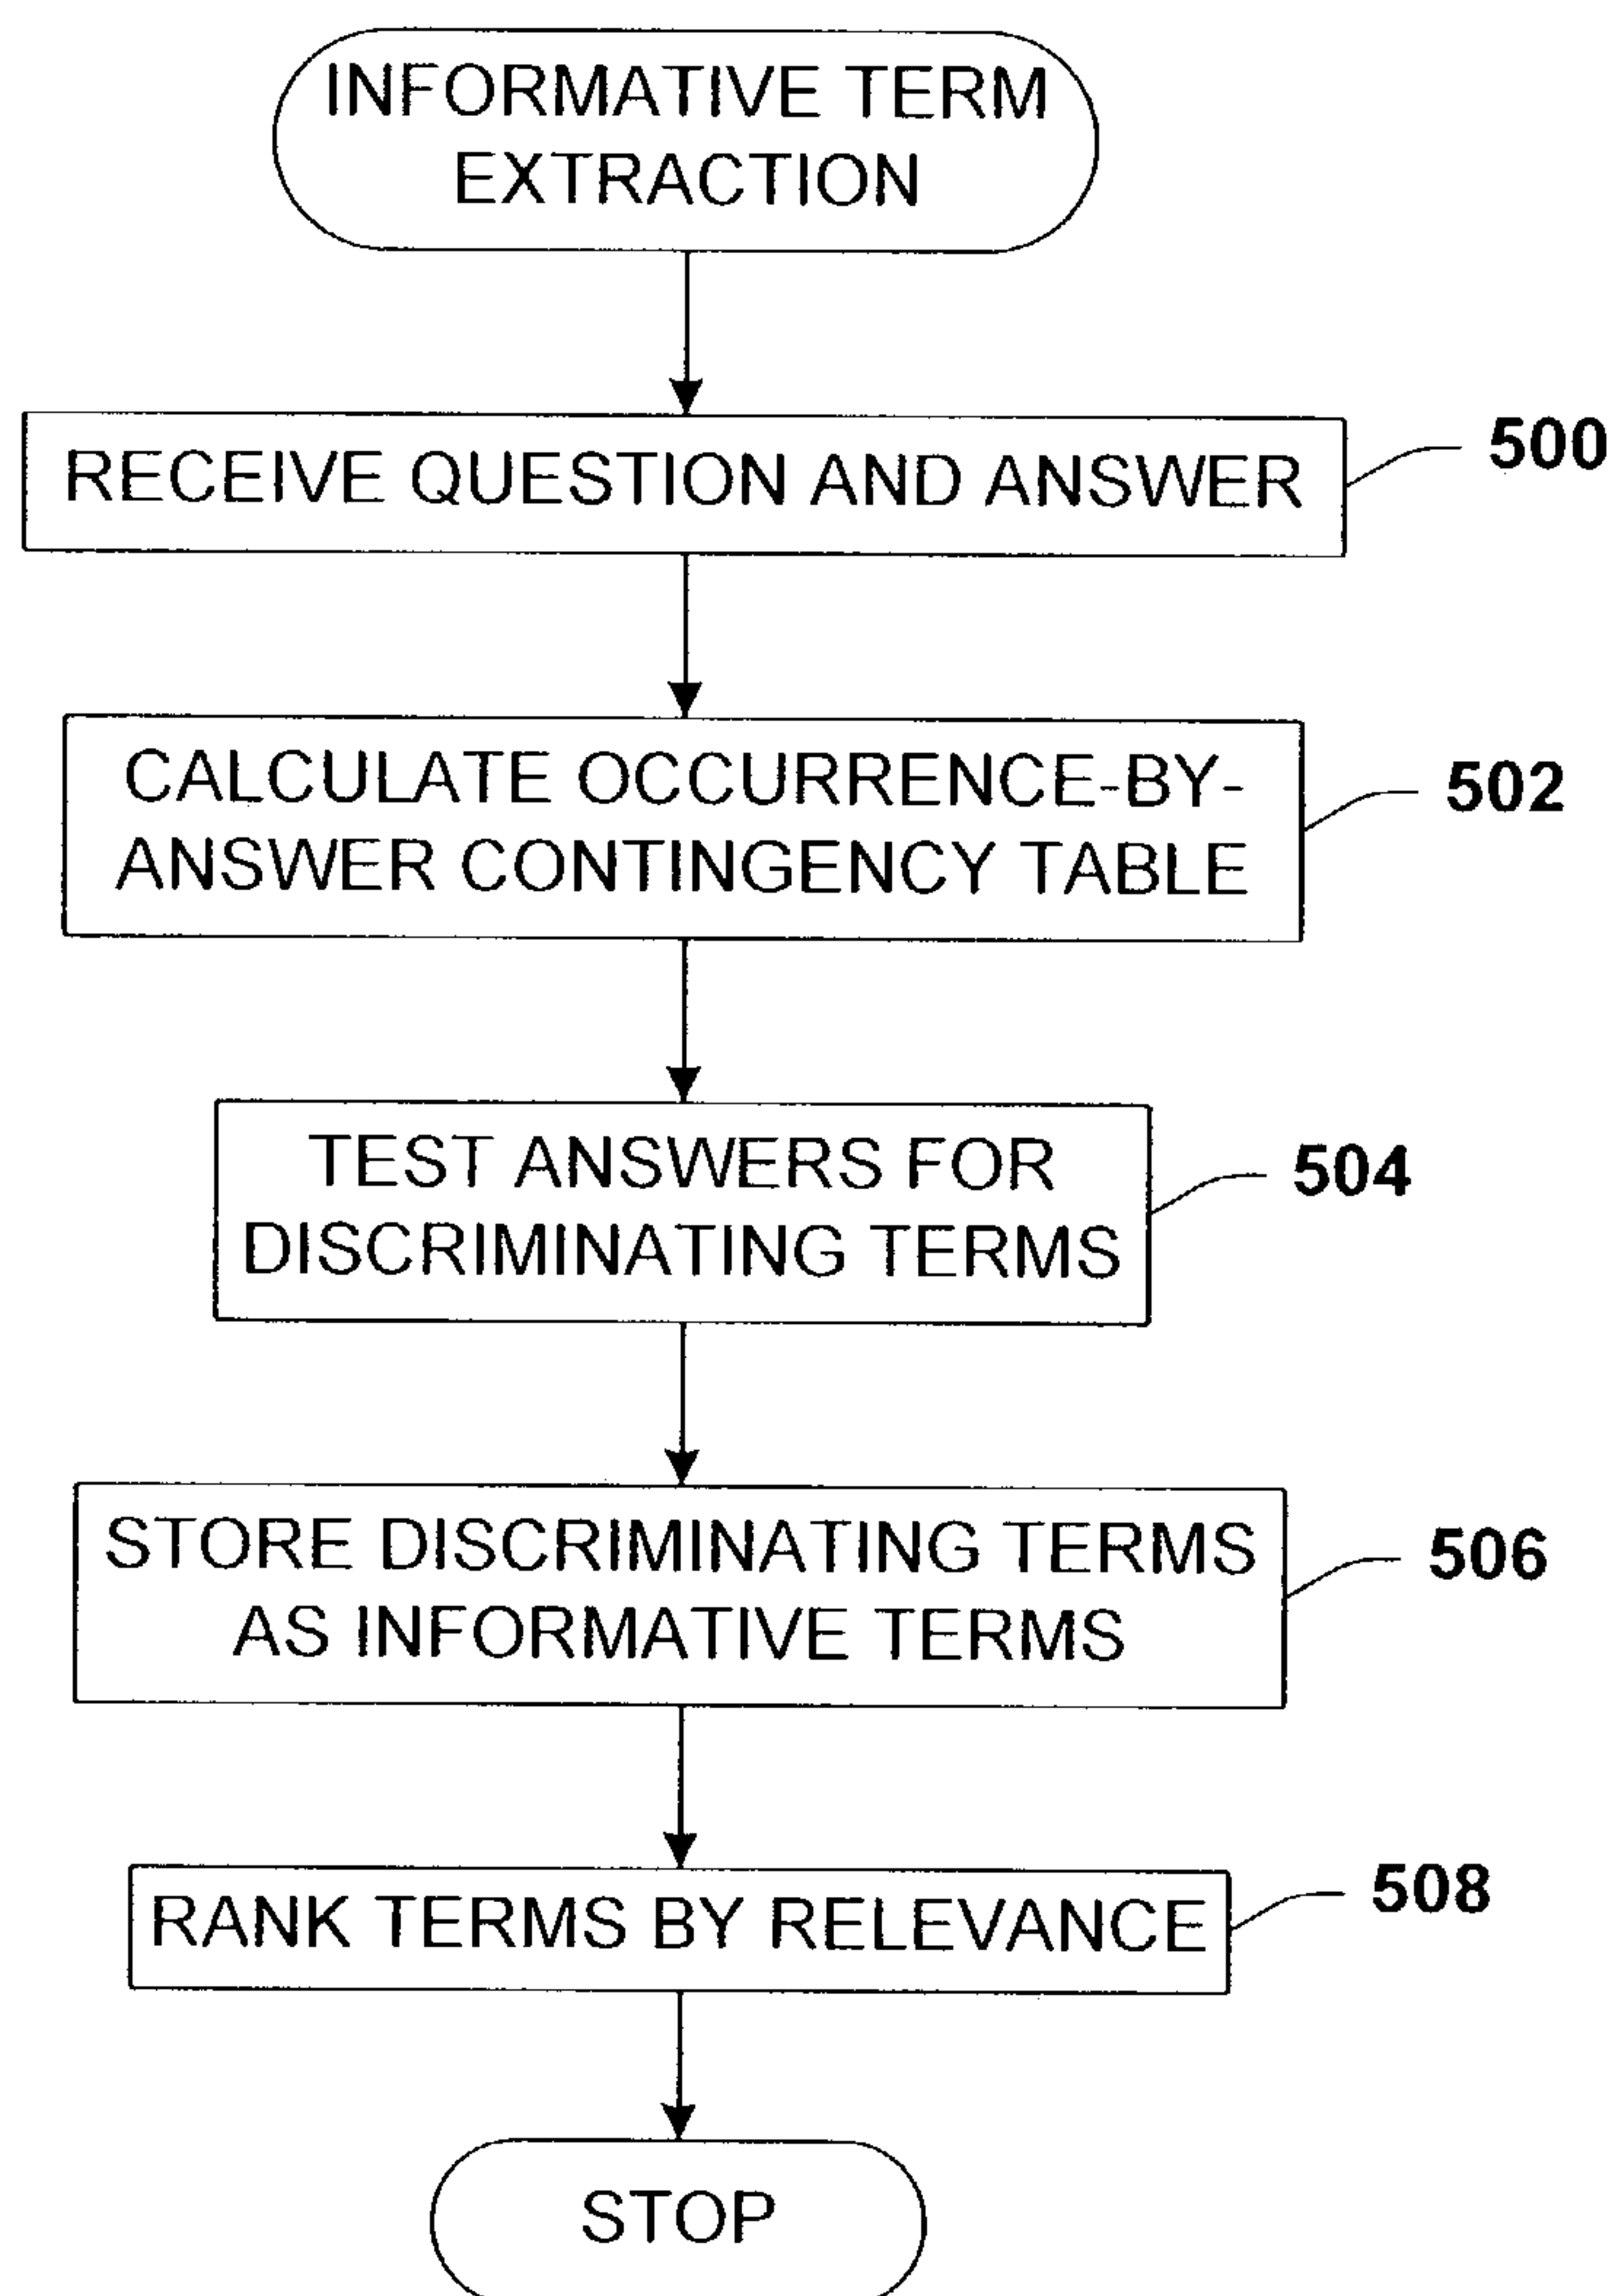 INFORMATIVE TERM
EXTRACTION
RECEIVE QUESTION AND ANSWER
500
CALCULATE OCCURRENCE-BY-
ANSWER CONTINGENCY TABLE
502
TEST ANSWERS FOR
DISCRIMINATING TERMS
504
STORE DISCRIMINATING TERMS
AS INFORMATIVE TERMS
506
RANK TERMS BY RELEVANCE
508
STOP